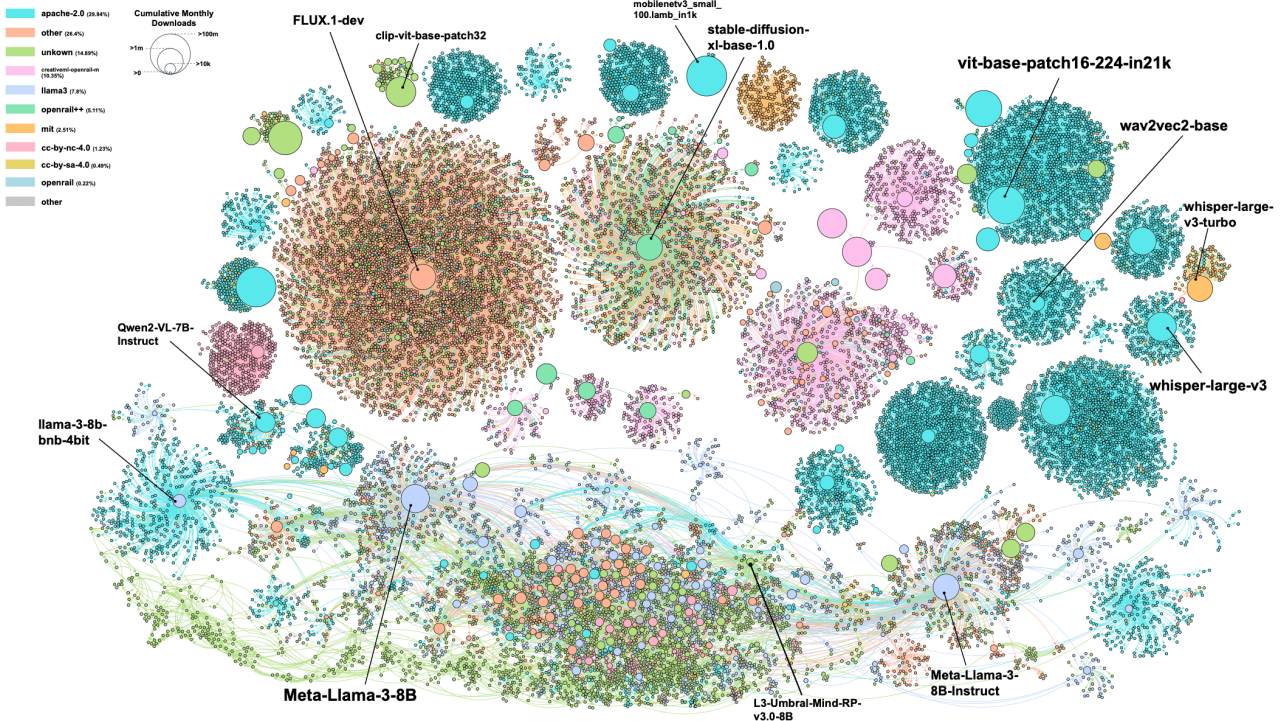 apache-2.0 (29.84%)
other (26.4%)
unkown (14.89%)
creativeml-openrail-m
(10.35%)
llama3 (7.8%)
openrail++ (5.11%)
mit (2.51%)
cc-by-nc-4.0 (1.23%)
cc-by-sa-4.0 (0.49%)
openrail (0.22%)
other
Cumulative Monthly
Downloads
>100m
>1m
>10k
>0
FLUX.1-dev
clip-vit-base-patch32
mobilenetv3_small_
100.lamb_in1k
stable-diffusion-
xl-base-1.0
vit-base-patch16-224-in21k
wav2vec2-base
whisper-large-
v3-turbo
whisper-large-v3
Qwen2-VL-7B-
Instruct
llama-3-8b-
bnb-4bit
Meta-Llama-3-8B
L3-Umbral-Mind-RP-
v3.0-8B
Meta-Llama-3-
8B-Instruct